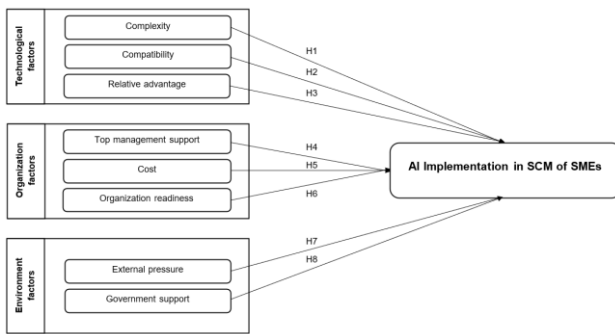 Technological
factors
Complexity
Compatibility
Relative advantage
H1
H2
H3
Organization
factors
Top management support
Cost
Organization readiness
H4
H5
H6
AI Implementation in SCM of SMEs
Environment
factors
External pressure
Government support
H7
H8